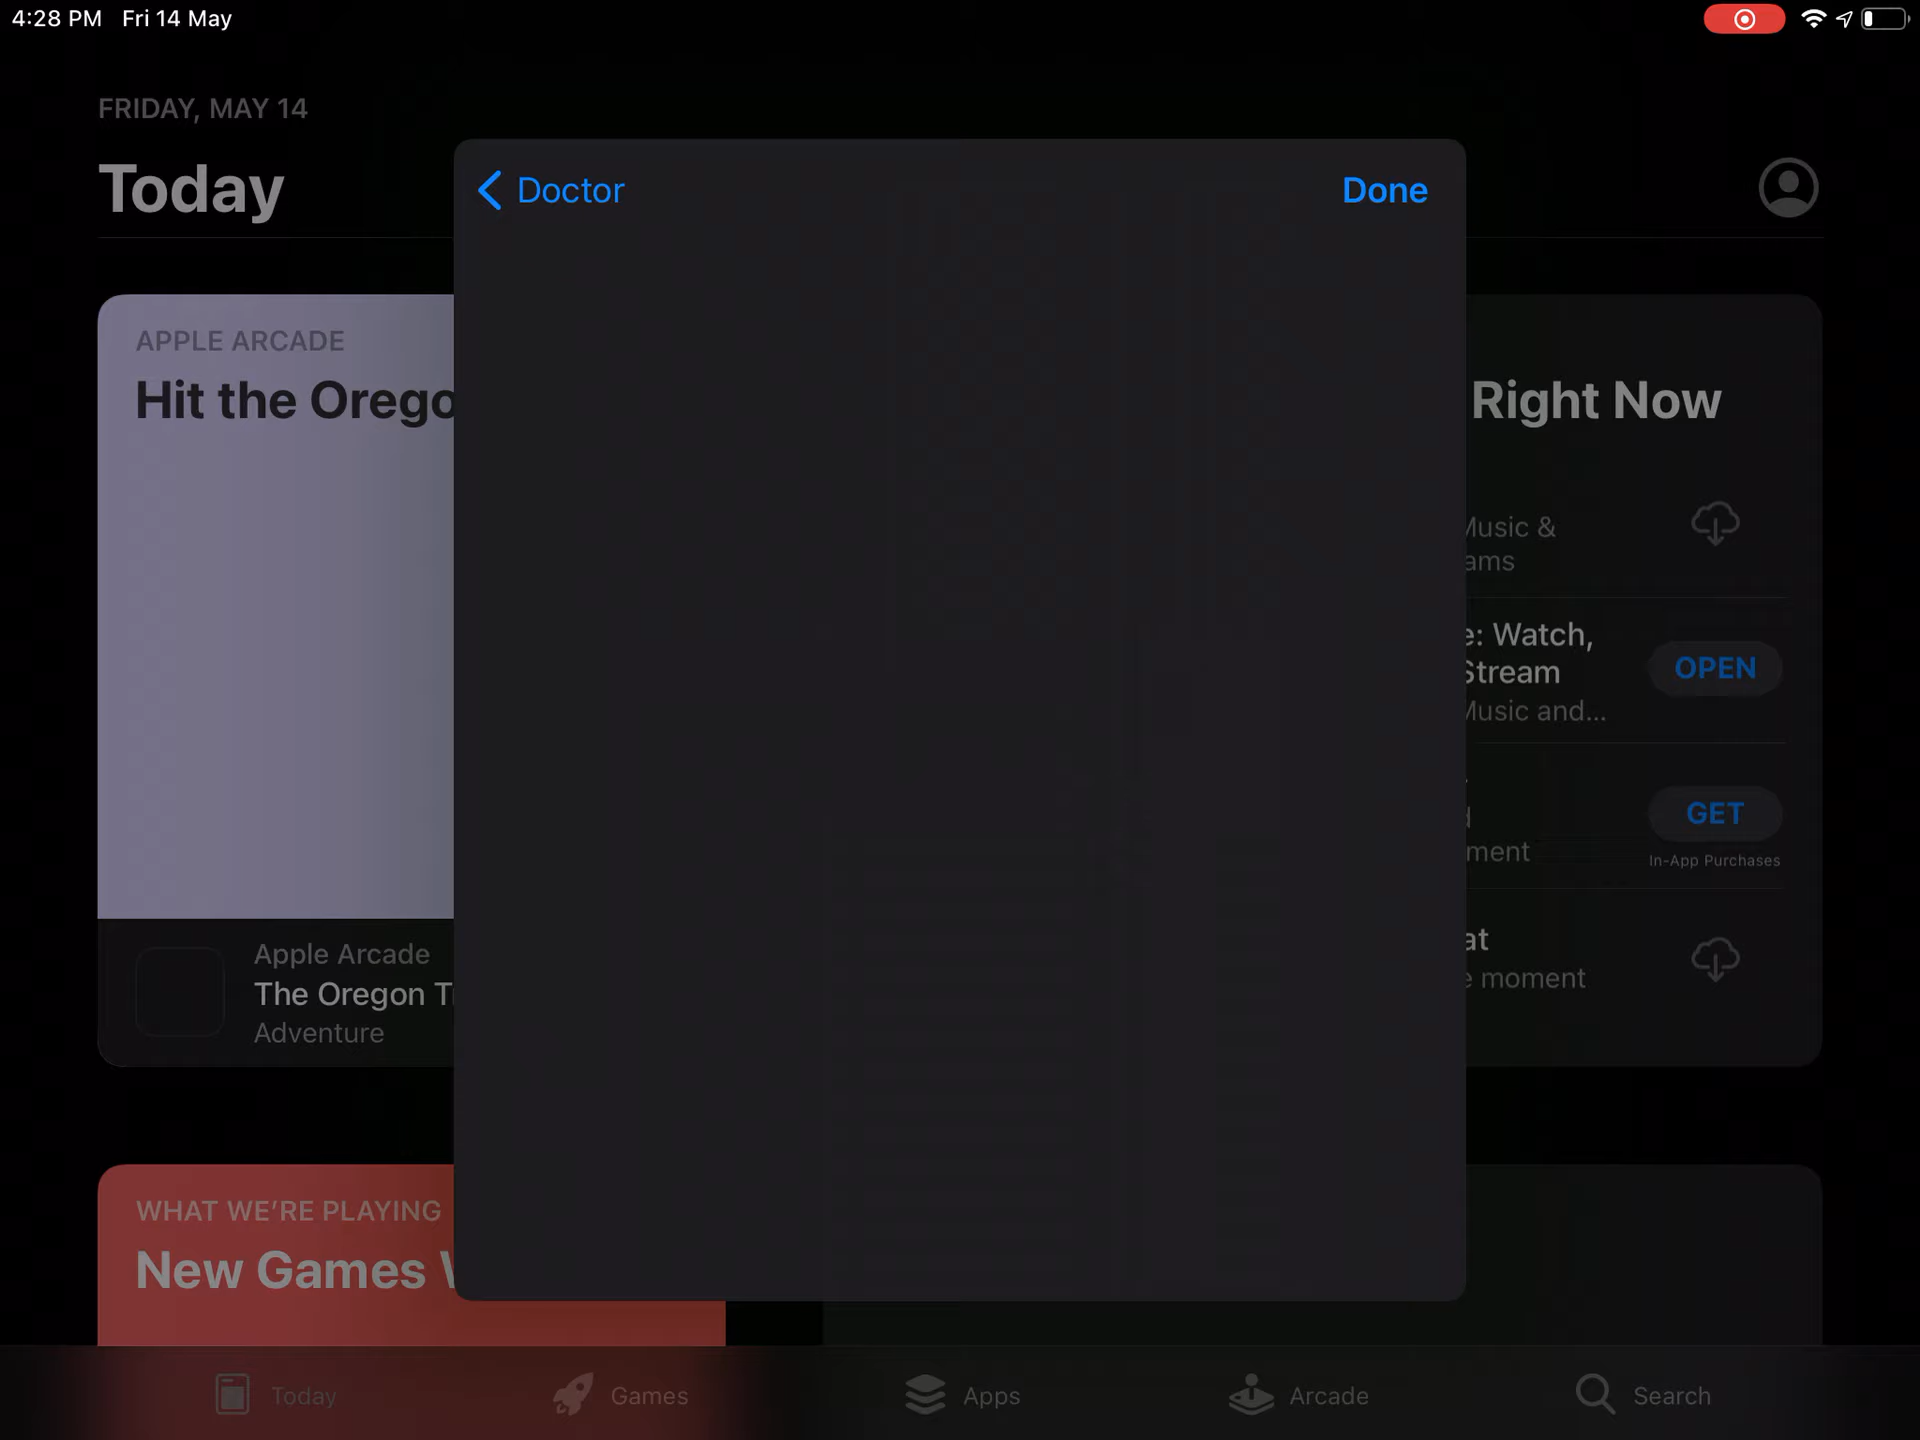 4:28 PM Fri 14 May
FRIDAY, MAY 14
Today
Doctor
Done
APPLE ARCADE
Hit the Orego
Right Now
Music &
ams
e: Watch,
Stream
Music and...
OPEN
GET
ment
In-App Purchases
at
e moment
Apple Arcade
The Oregon T
Adventure
WHAT WE'RE PLAYING
New Games
Today
Games
Apps
Arcade
Search